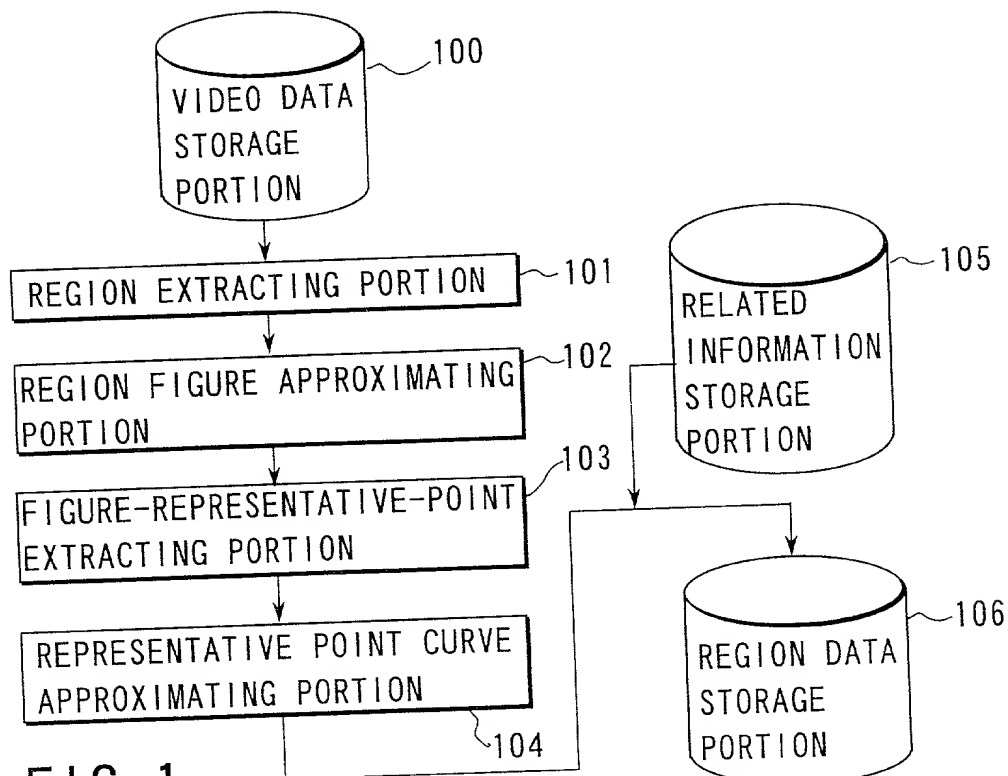 100
VIDEO DATA
STORAGE
PORTION
REGION EXTRACTING PORTION
101
REGION FIGURE APPROXIMATING
PORTION
102
FIGURE-REPRESENTATIVE-POINT
EXTRACTING PORTION
103
REPRESENTATIVE POINT CURVE
APPROXIMATING PORTION
104
105
RELATED
INFORMATION
STORAGE
PORTION
106
REGION DATA
STORAGE
PORTION
FIG. 1